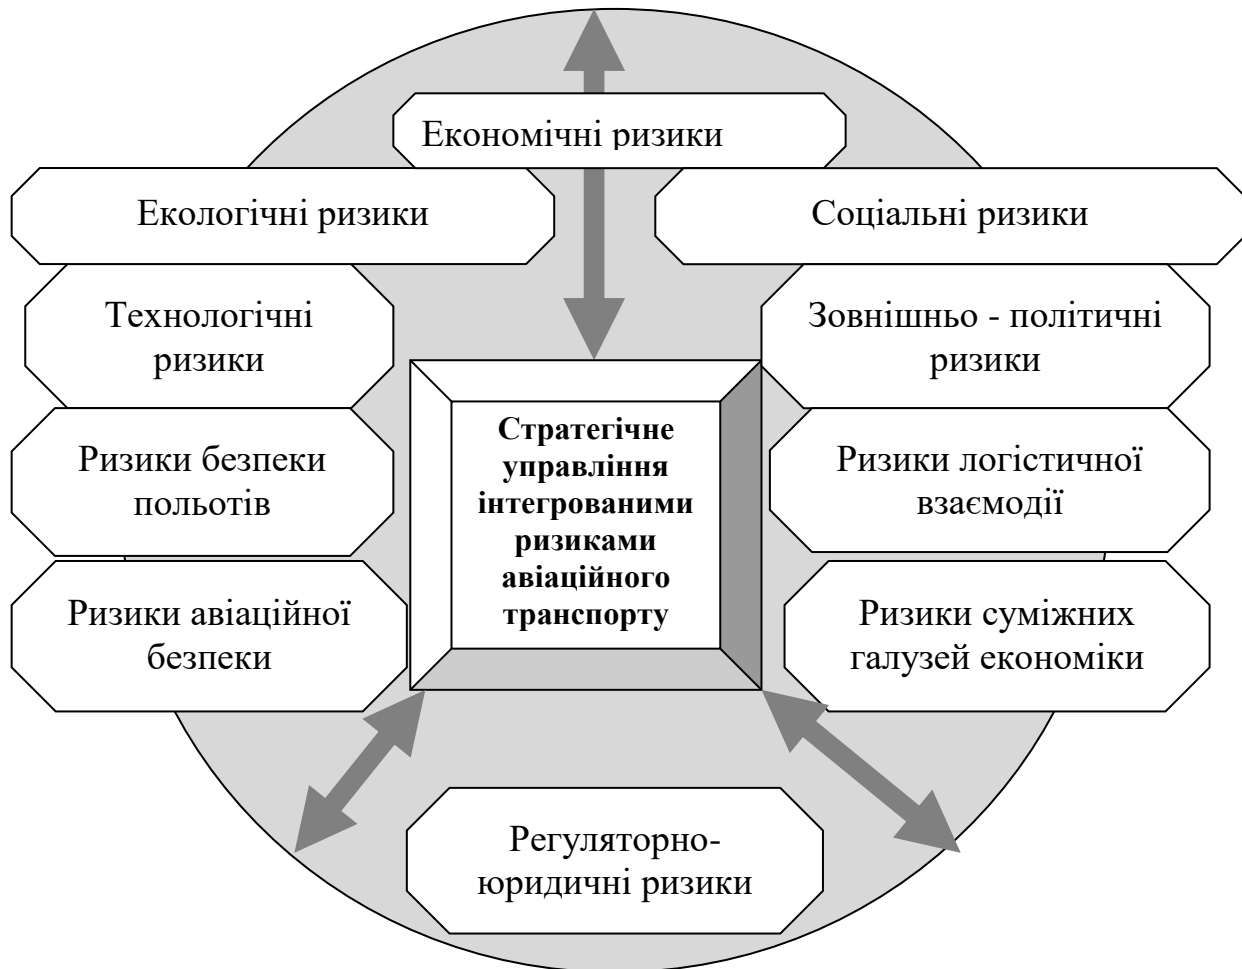 Економічні ризики
Екологічні ризики
Соціальні ризики
Технологічні
ризики
Зовнішньо - політичні
ризики
Стратегічне
управління
інтегрованими
ризиками
авіаційного
транспорту
Ризики безпеки
польотів
Ризики логістичної
взаємодії
Ризики авіаційної
безпеки
Ризики суміжних
галузей економіки
Регуляторно-
юридичні ризики